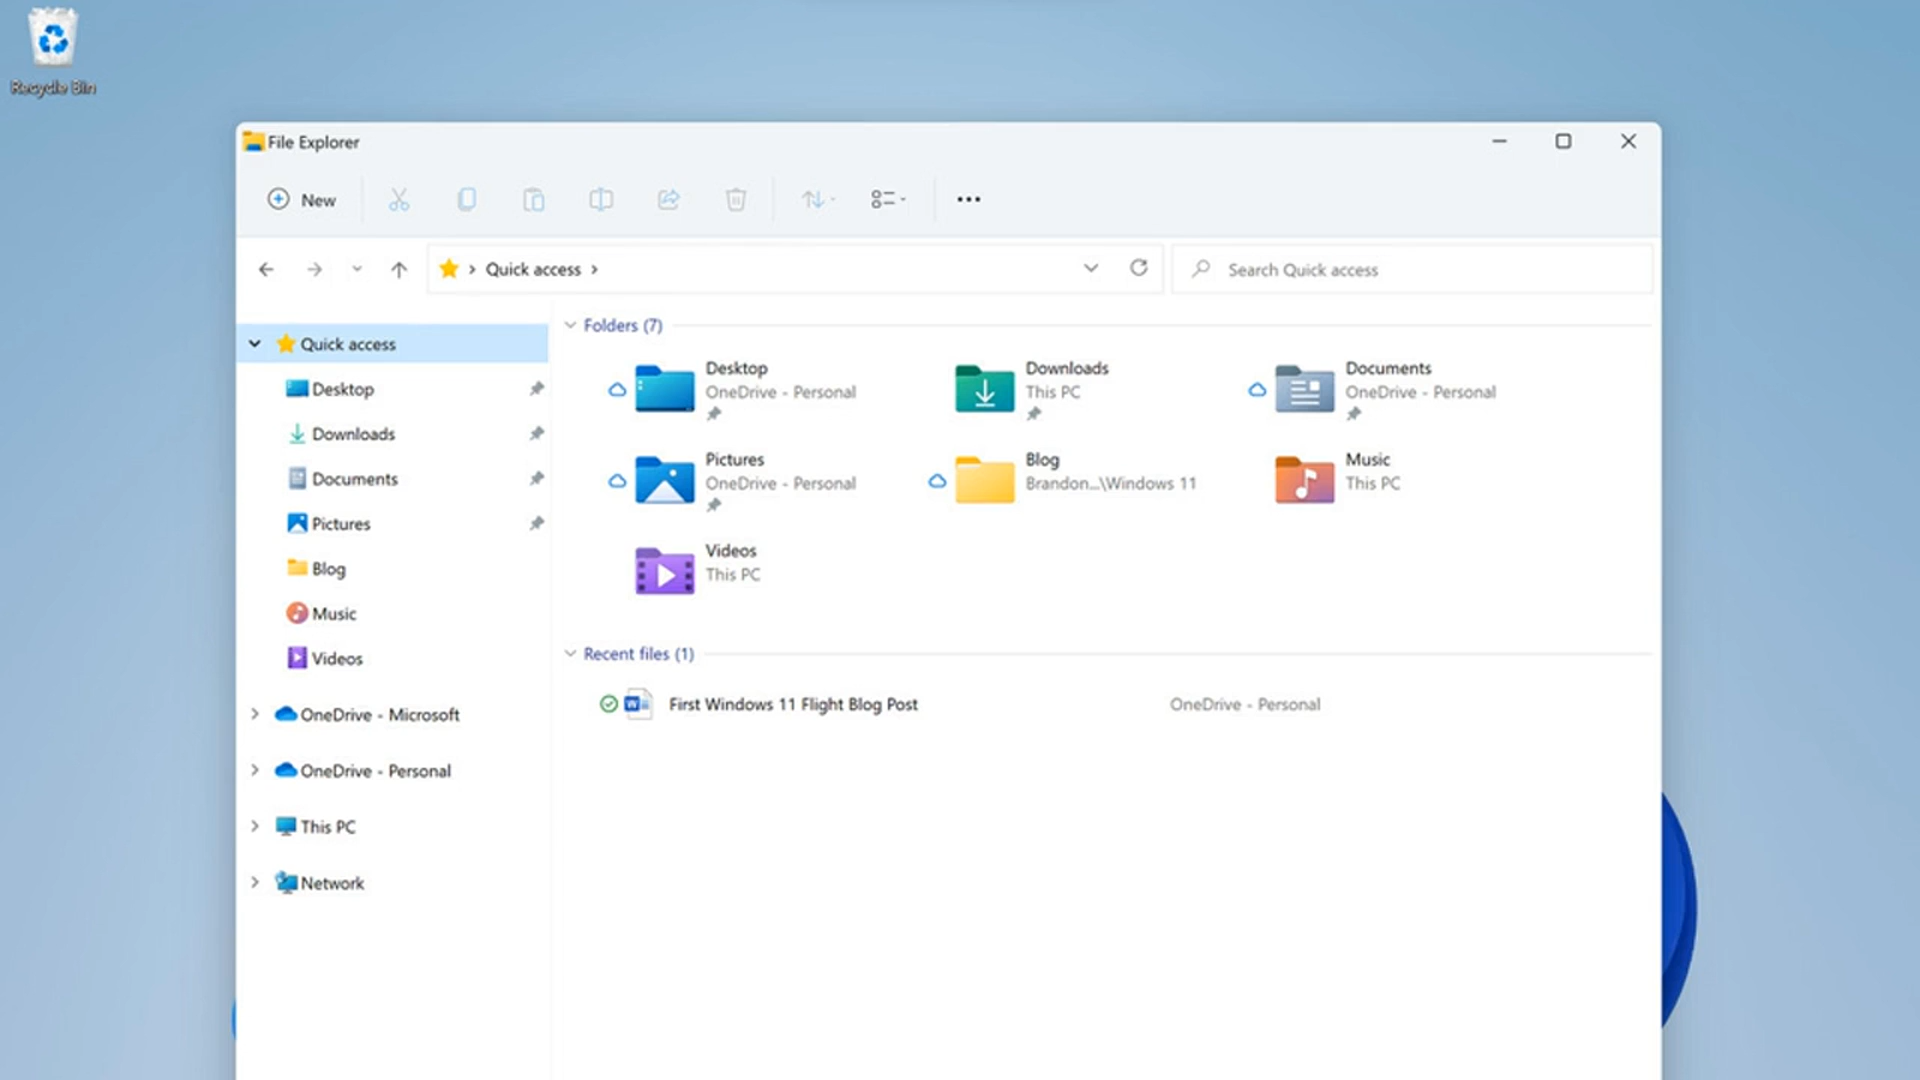 Recycle Bin
File Explorer
New
Quick access
Search Quick access
Quick access
Desktop
Downloads
Documents
Pictures
Blog
Music
Videos
OneDrive - Microsoft
OneDrive - Personal
This PC
Network
Folders (7)
Desktop
OneDrive - Personal
Downloads
This PC
Documents
OneDrive - Personal
Pictures
OneDrive - Personal
Blog
Brandon...\Windows 11
Music
This PC
Videos
This PC
Recent files (1)
First Windows 11 Flight Blog Post
OneDrive - Personal